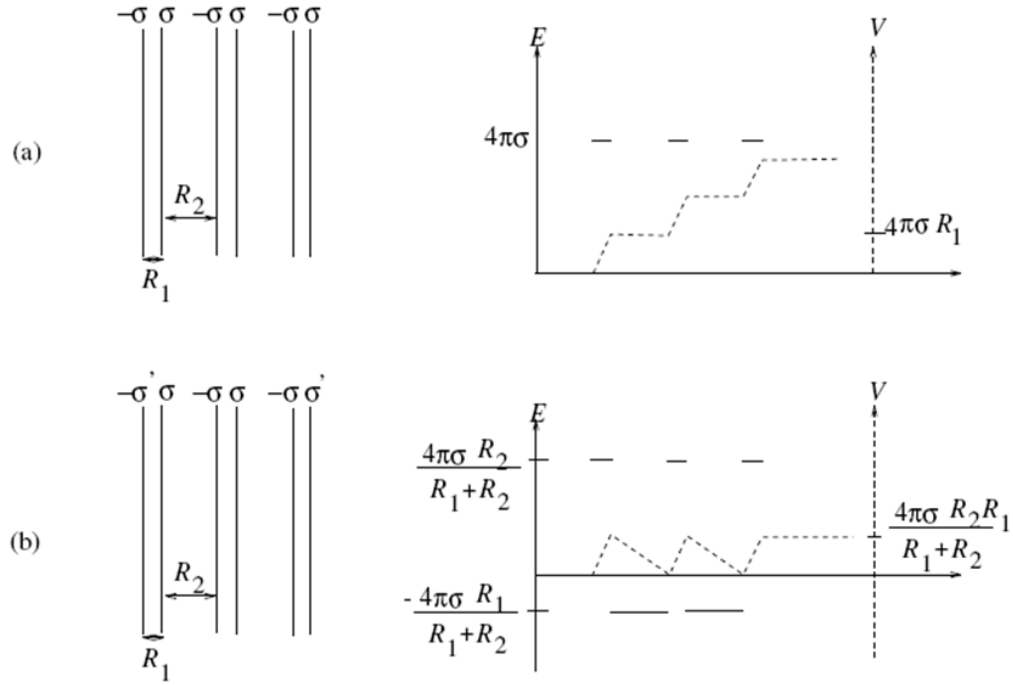 −σ σ −σ σ −σ σ
(a)
R2
R1
E
V
4πσ
4πσ R1
−σ' σ −σ σ −σ σ'
(b)
R2
R1
E
V
4πσ R2
R1+R2
4πσ R2R1
R1+R2
- 4πσ R1
R1+R2